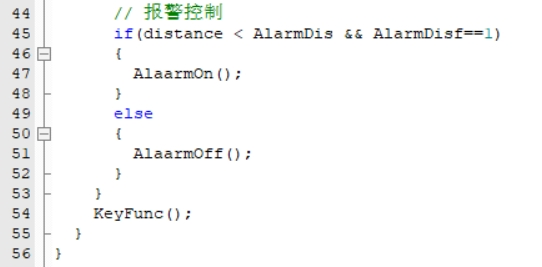 44 // 报警控制
45 if(distance < AlarmDis && AlarmDisf==1)
46 {
47 AlaarmOn();
48 }
49 else
50 {
51 AlaarmOff();
52 }
53 }
54 KeyFunc();
55 }
56 }